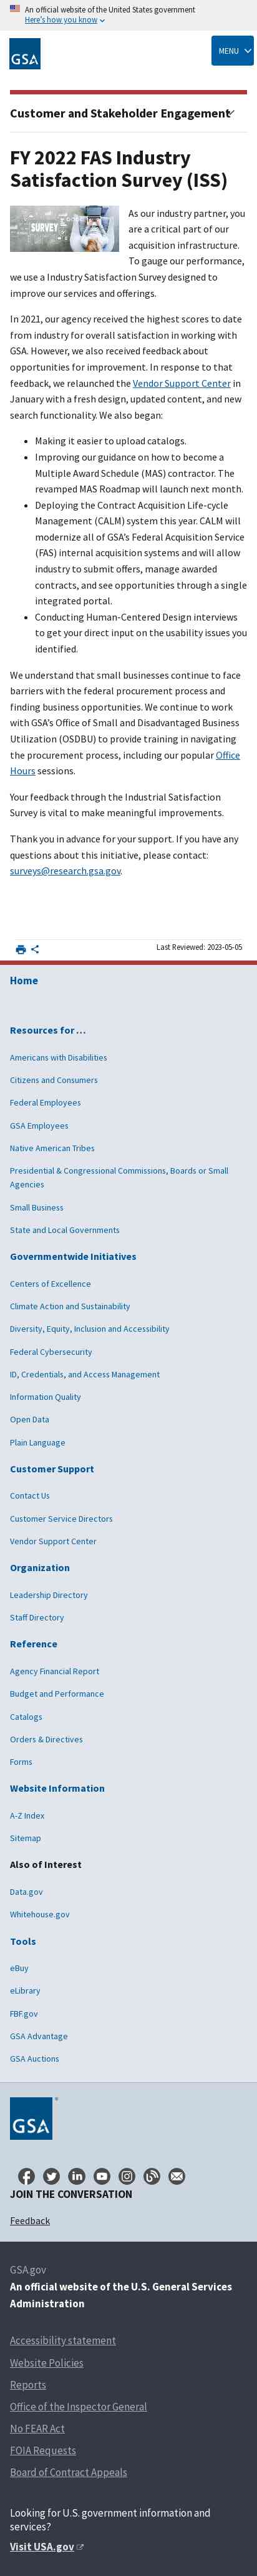 An official website of the United States government
Here's how you know
GSA
MENU
Customer and Stakeholder Engagement
FY 2022 FAS Industry
Satisfaction Survey (ISS)
SURVEY
As our industry partner, you
are a critical part of our
acquisition infrastructure.
To gauge our performance,
we use a Industry Satisfaction Survey designed to
improve our services and offerings.
In 2021, our agency received the highest scores to date
from industry for overall satisfaction in working with
GSA. However, we also received feedback about
opportunities for improvement. In response to that
feedback, we relaunched the Vendor Support Center in
January with a fresh design, updated content, and new
search functionality. We also began:
• Making it easier to upload catalogs.
• Improving our guidance on how to become a
Multiple Award Schedule (MAS) contractor. The
revamped MAS Roadmap will launch next month.
• Deploying the Contract Acquisition Life-cycle
Management (CALM) system this year. CALM will
modernize all of GSA's Federal Acquisition Service
(FAS) internal acquisition systems and will allow
industry to submit offers, manage awarded
contracts, and see opportunities through a single
integrated portal.
• Conducting Human-Centered Design interviews
to get your direct input on the usability issues you
identified.
We understand that small businesses continue to face
barriers with the federal procurement process and
finding business opportunities. We continue to work
with GSA's Office of Small and Disadvantaged Business
Utilization (OSDBU) to provide training in navigating
the procurement process, including our popular Office
Hours sessions.
Your feedback through the Industrial Satisfaction
Survey is vital to make meaningful improvements.
Thank you in advance for your support. If you have any
questions about this initiative, please contact:
surveys@research.gsa.gov.
Last Reviewed: 2023-05-05
Home
Resources for …
Americans with Disabilities
Citizens and Consumers
Federal Employees
GSA Employees
Native American Tribes
Presidential & Congressional Commissions, Boards or Small
Agencies
Small Business
State and Local Governments
Governmentwide Initiatives
Centers of Excellence
Climate Action and Sustainability
Diversity, Equity, Inclusion and Accessibility
Federal Cybersecurity
ID, Credentials, and Access Management
Information Quality
Open Data
Plain Language
Customer Support
Contact Us
Customer Service Directors
Vendor Support Center
Organization
Leadership Directory
Staff Directory
Reference
Agency Financial Report
Budget and Performance
Catalogs
Orders & Directives
Forms
Website Information
A-Z Index
Sitemap
Also of Interest
Data.gov
Whitehouse.gov
Tools
eBuy
eLibrary
FBF.gov
GSA Advantage
GSA Auctions
GSA
JOIN THE CONVERSATION
Feedback
GSA.gov
An official website of the U.S. General Services
Administration
Accessibility statement
Website Policies
Reports
Office of the Inspector General
No FEAR Act
FOIA Requests
Board of Contract Appeals
Looking for U.S. government information and
services?
Visit USA.gov